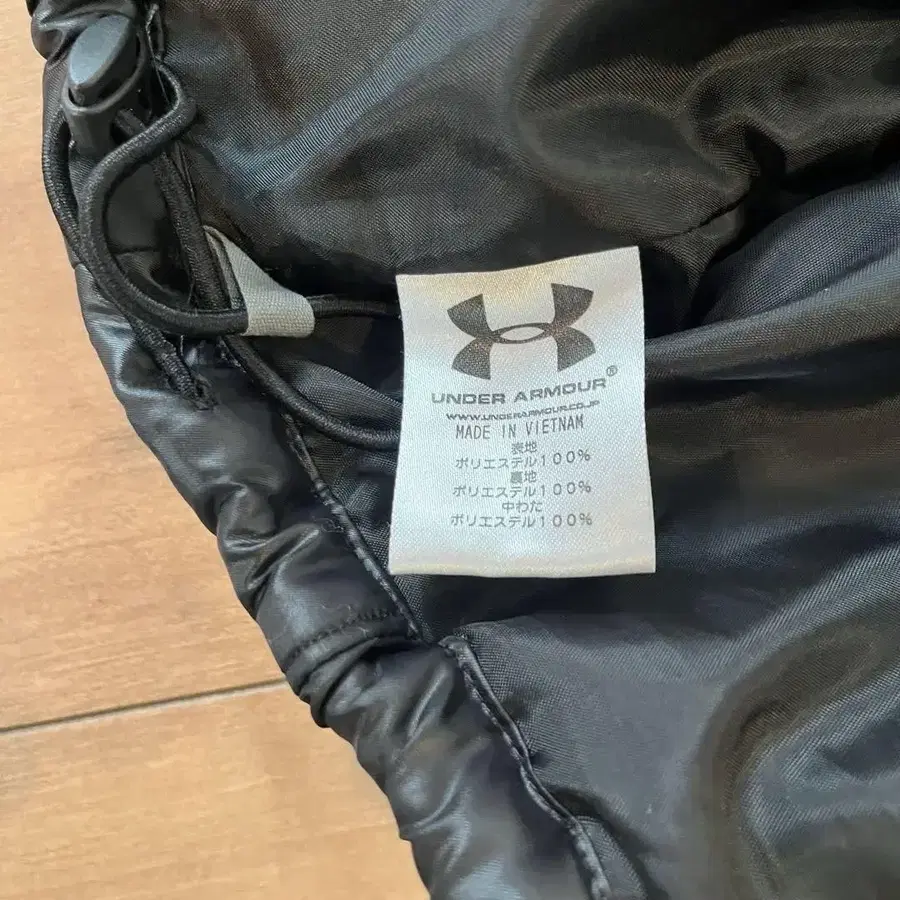 UNDER ARMOUR®
WWW.UNDERARMOUR.CO.JP
MADE IN VIETNAM
表地
ポリエステル100%
裏地
ポリエステル100%
中わた
ポリエステル100%